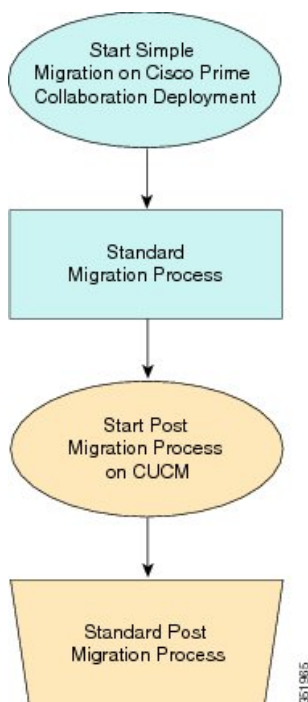 Start Simple
Migration on Cisco Prime
Collaboration Deployment
Standard
Migration Process
Start Post
Migration Process
on CUCM
Standard Post
Migration Process
351985